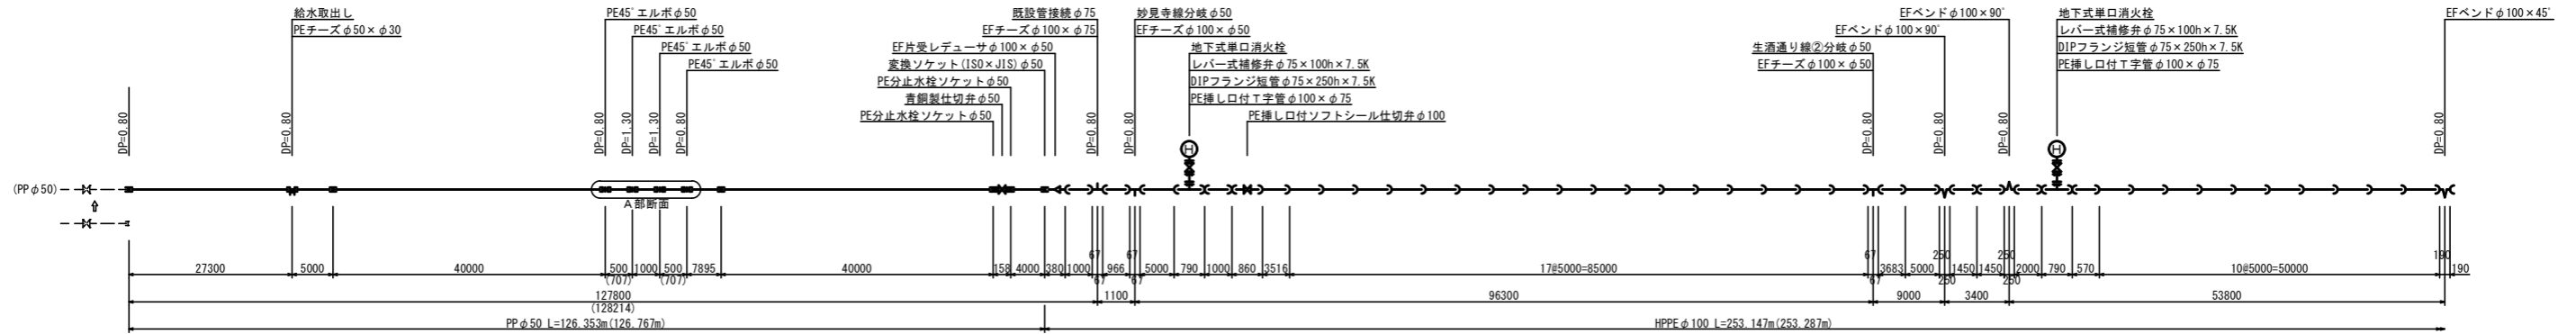 給水取出し
PEチーズφ50×φ30
PE45ﾟエルボφ50
PE45ﾟエルボφ50
PE45ﾟエルボφ50
PE45ﾟエルボφ50
既設管接続φ75
EFチーズφ100×φ75
EF片受レデューサφ100×φ50
変換ソケット(ISO×JIS)φ50
PE分止水栓ソケットφ50
青銅製仕切弁φ50
PE分止水栓ソケットφ50
妙見寺線分岐φ50
EFチーズφ100×φ50
地下式単口消火栓
レバー式補修弁φ75×100h×7.5K
DIPフランジ短管φ75×250h×7.5K
PE挿し口付T字管φ100×φ75
PE挿し口付ソフトシール仕切弁φ100
EFベンドφ100×90ﾟ
EFベンドφ100×90ﾟ
生酒通り線②分岐φ50
EFチーズφ100×φ50
地下式単口消火栓
レバー式補修弁φ75×100h×7.5K
DIPフランジ短管φ75×250h×7.5K
PE挿し口付T字管φ100×φ75
EFベンドφ100×45ﾟ
DP=0.80 DP=0.80 DP=0.80 DP=1.30 DP=1.30 DP=0.80 DP=0.80 DP=0.80 DP=0.80 DP=0.80 DP=0.80 DP=0.80
(PPφ50)
H H
A部断面
67 67 67 250 250 190
27300 5000 40000 500 1000 500 7895 40000 158 4000 380 1000 966 5000 790 1000 860 3516 17@5000=85000 3683 5000 1450 1450 2000 790 570 10@5000=50000 190
(707) (707) 67 67 67 250 250
127800 1100 96300 9000 3400 53800
(128214)
PPφ50 L=126.353m(126.767m) HPPEφ100 L=253.147m(253.287m)